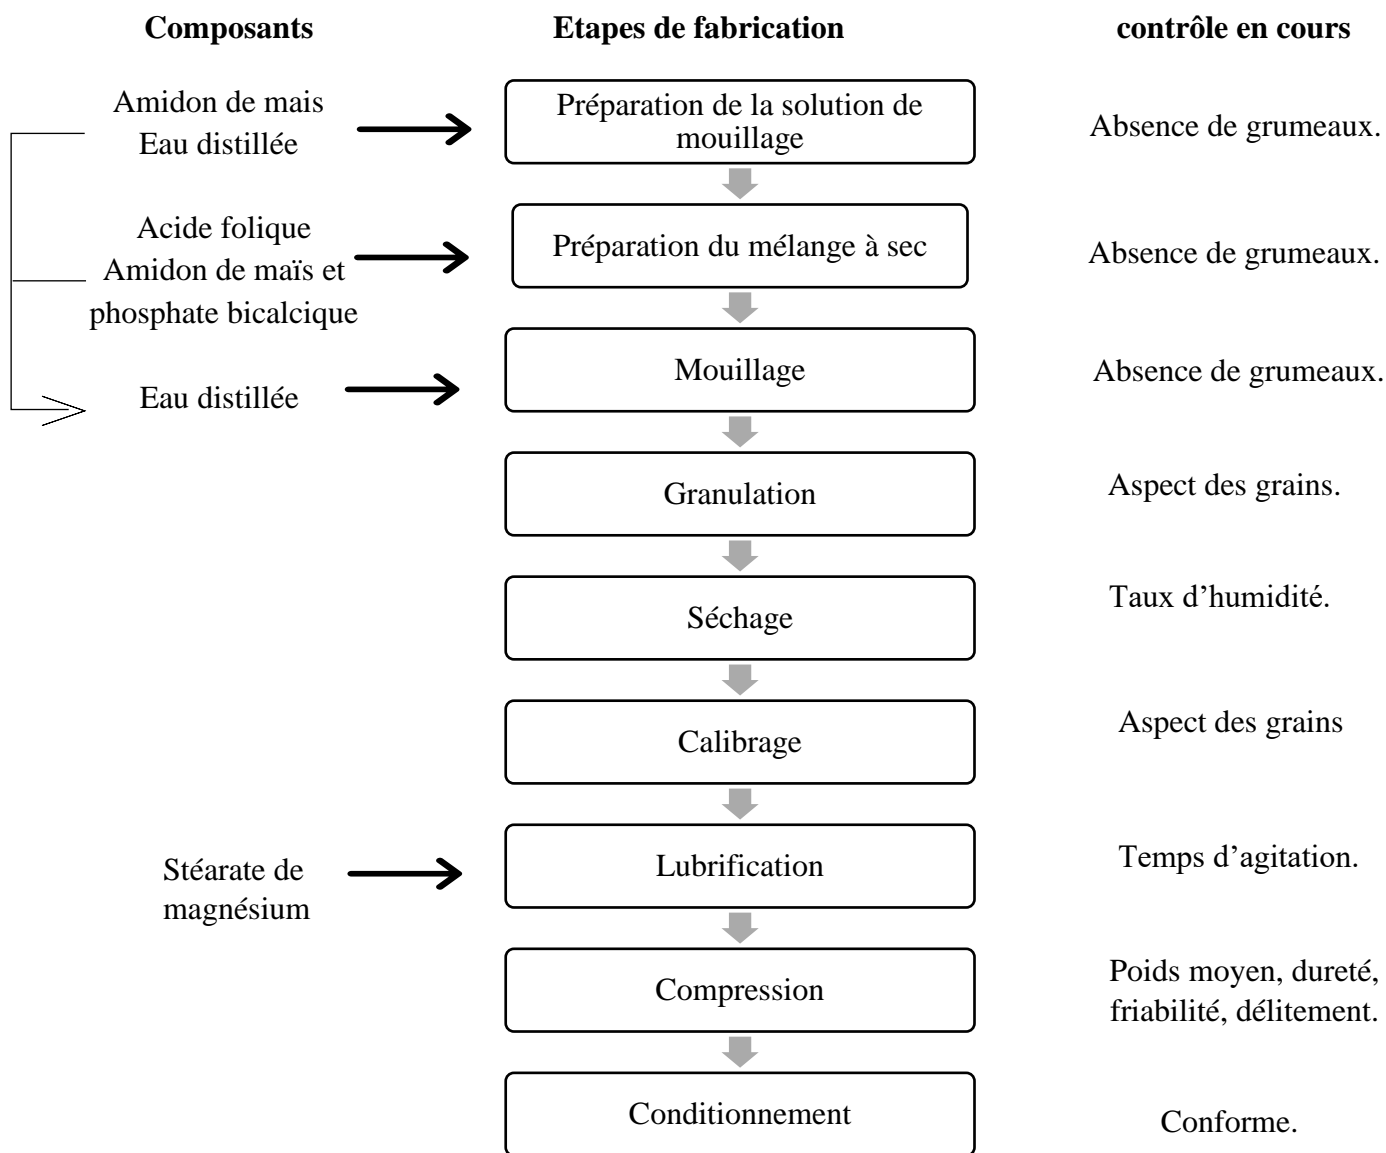 Composants
Etapes de fabrication
contrôle en cours
Amidon de mais
Eau distillée
Préparation de la solution de
mouillage
Absence de grumeaux.
Acide folique
Amidon de maïs et
phosphate bicalcique
Préparation du mélange à sec
Absence de grumeaux.
Eau distillée
Mouillage
Absence de grumeaux.
Granulation
Aspect des grains.
Séchage
Taux d’humidité.
Calibrage
Aspect des grains
Stéarate de
magnésium
Lubrification
Temps d’agitation.
Compression
Poids moyen, dureté,
friabilité, délitement.
Conditionnement
Conforme.